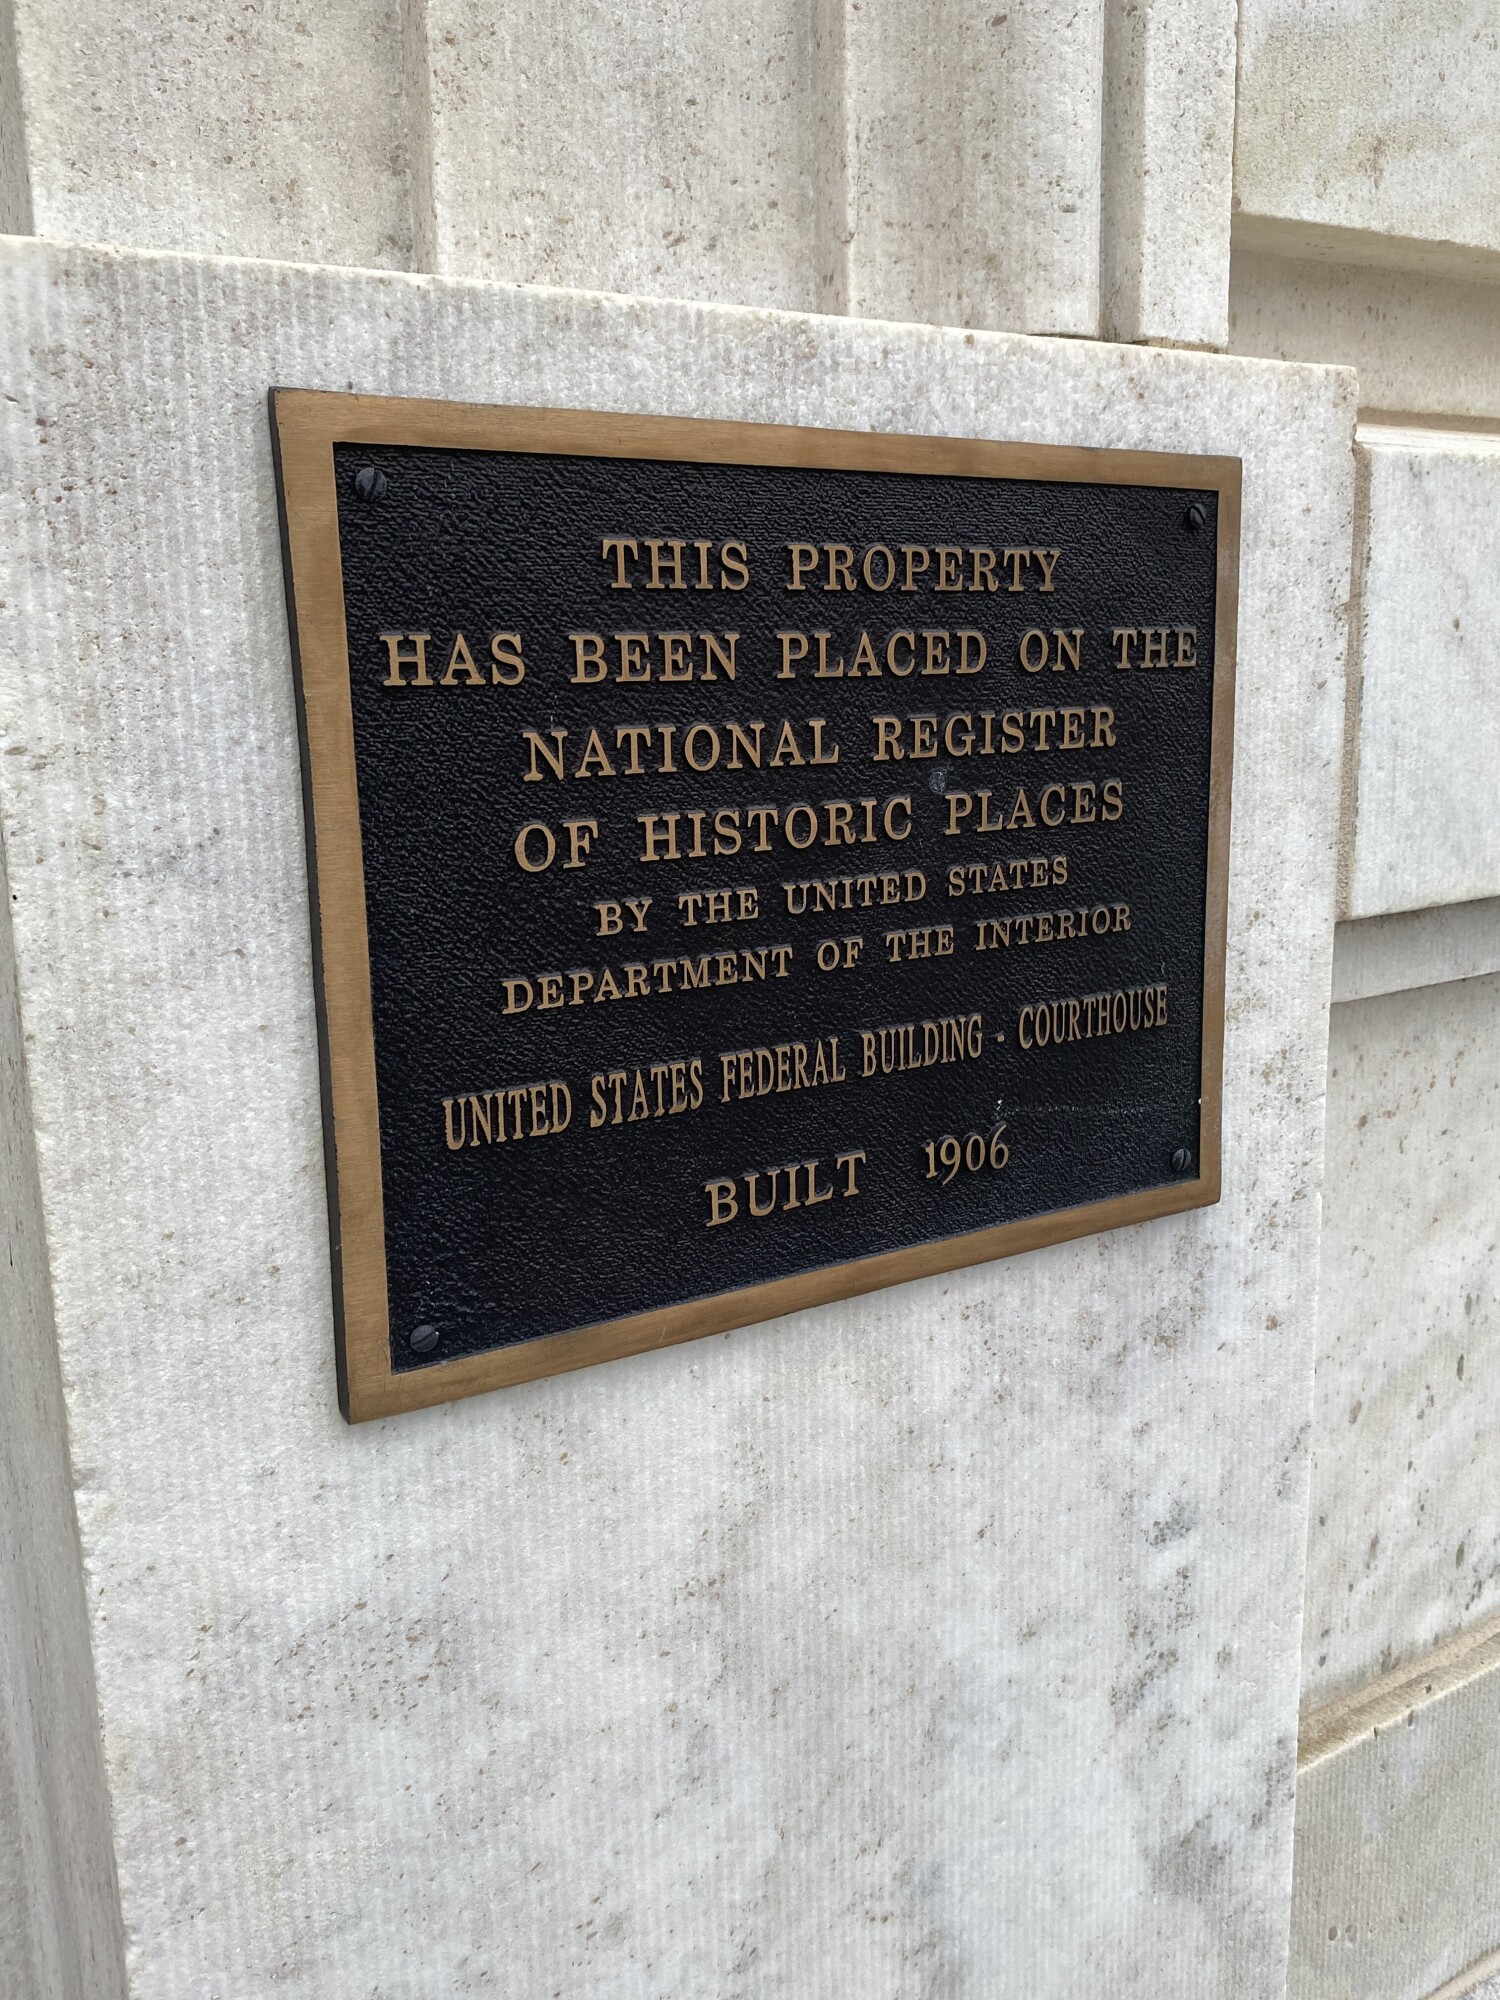 THIS PROPERTY
HAS BEEN PLACED ON THE
NATIONAL REGISTER
OF HISTORIC PLACES
BY THE UNITED STATES
DEPARTMENT OF THE INTERIOR
UNITED STATES FEDERAL BUILDING - COURTHOUSE
BUILT 1906